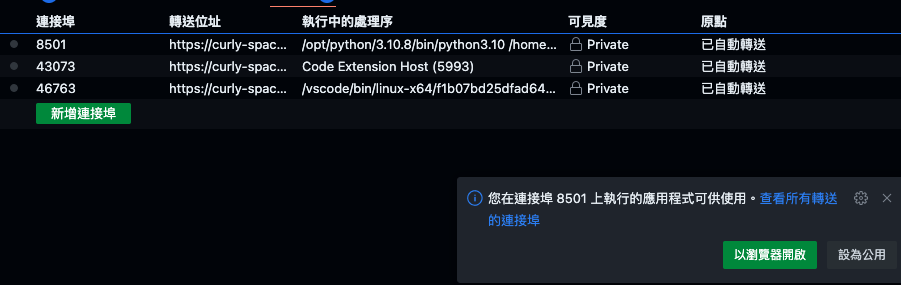 連接埠 轉送位址 執行中的處理序 可見度 原點
8501 https://curly-spac... /opt/python/3.10.8/bin/python3.10 /home... Private 已自動轉送
43073 https://curly-spac... Code Extension Host (5993) Private 已自動轉送
46763 https://curly-spac... /vscode/bin/linux-x64/f1b07bd25dfad64... Private 已自動轉送
新增連接埠
您在連接埠 8501 上執行的應用程式可供使用。查看所有轉送
的連接埠
以瀏覽器開啟 設為公用